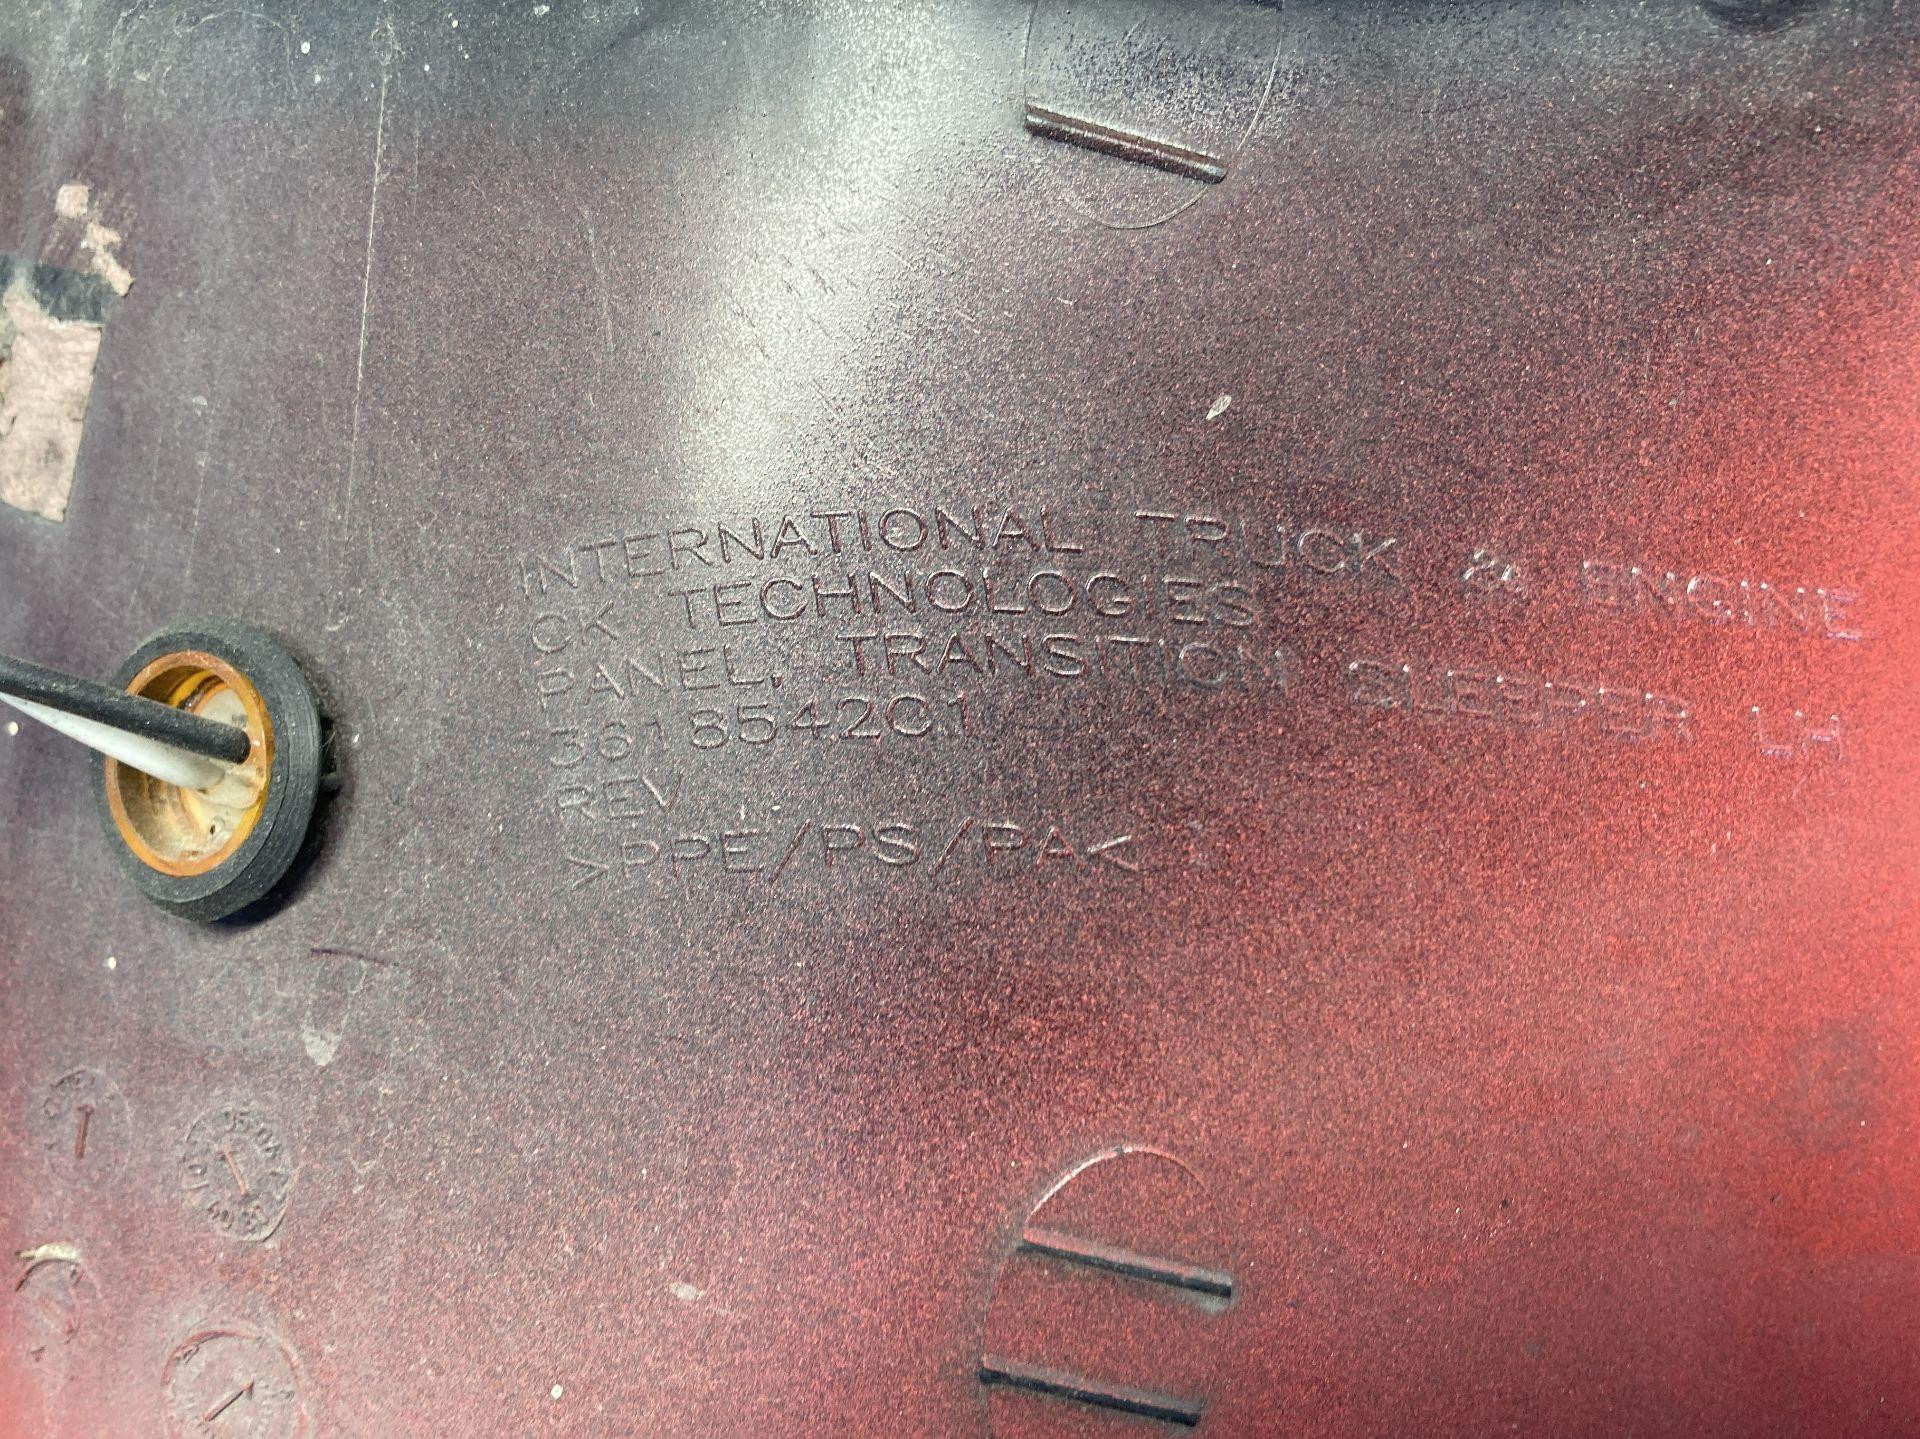 INTERNATIONAL TRUCK & ENGINE
CK TECHNOLOGIES
PANEL, TRANSITION SLEEPER LH
3618542C1
REV
>PPE/PS/PA<